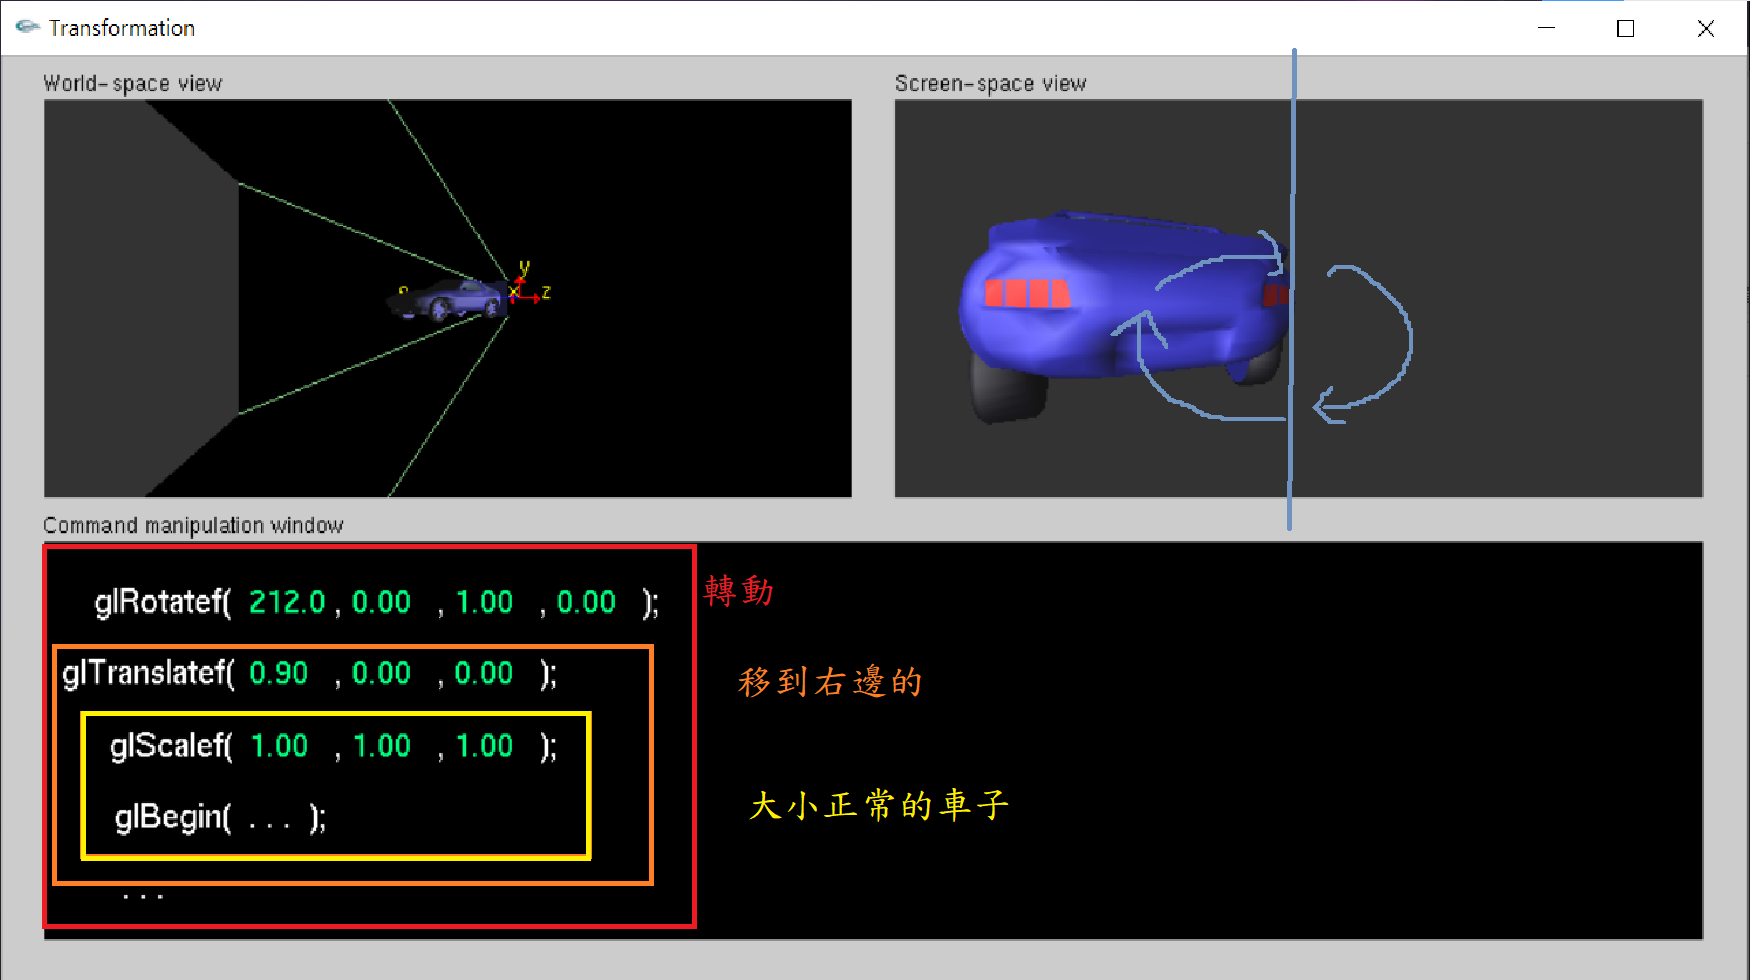 Transformation
World-space view
Screen-space view
y
x
z
Command manipulation window
glRotatef( 212.0 , 0.00 , 1.00 , 0.00 );
轉動
glTranslatef( 0.90 , 0.00 , 0.00 );
移到右邊的
glScalef( 1.00 , 1.00 , 1.00 );
大小正常的車子
glBegin( . . . );
. . .